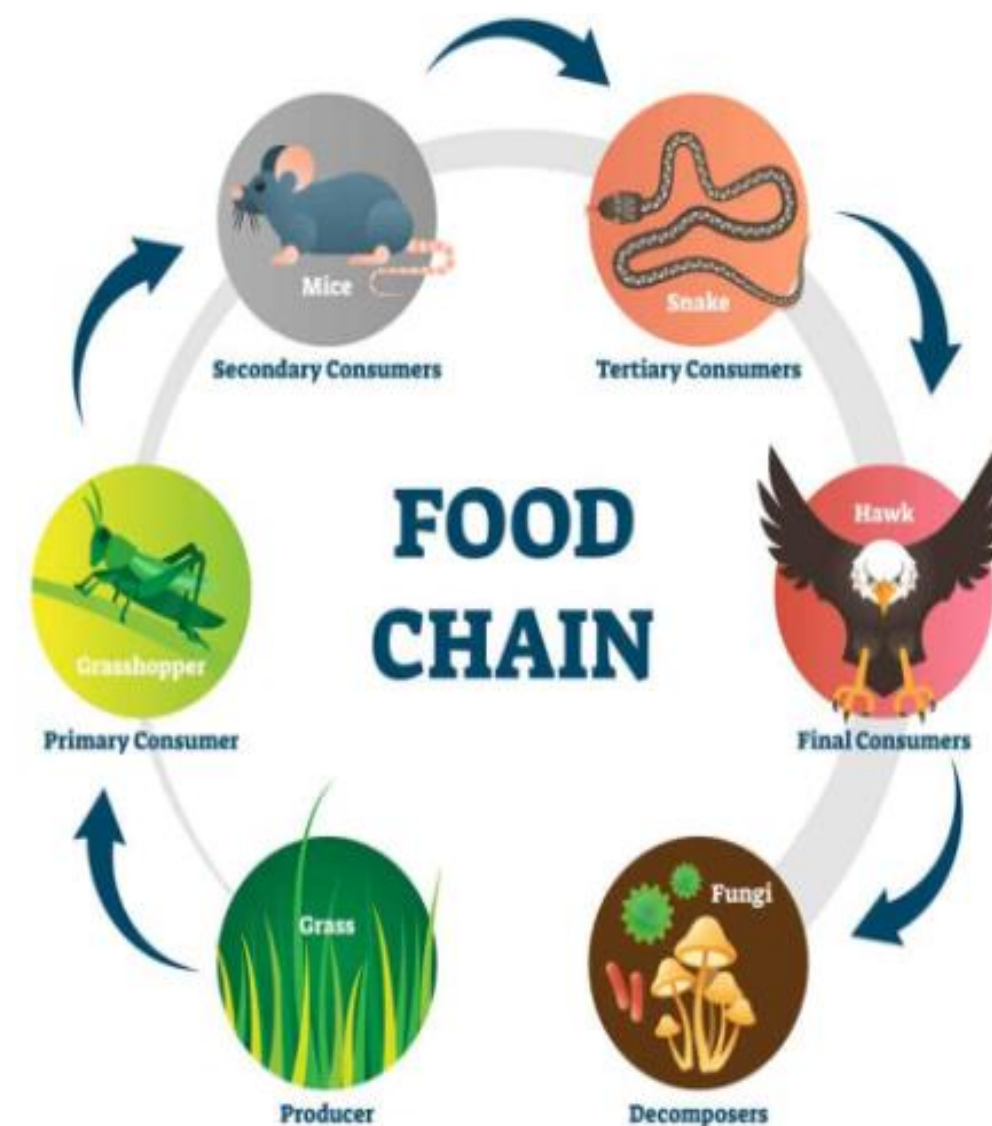 Mice
Secondary Consumers
Snake
Tertiary Consumers
FOOD
CHAIN
Hawk
Final Consumers
Grasshopper
Primary Consumer
Grass
Producer
Fungi
Decomposers